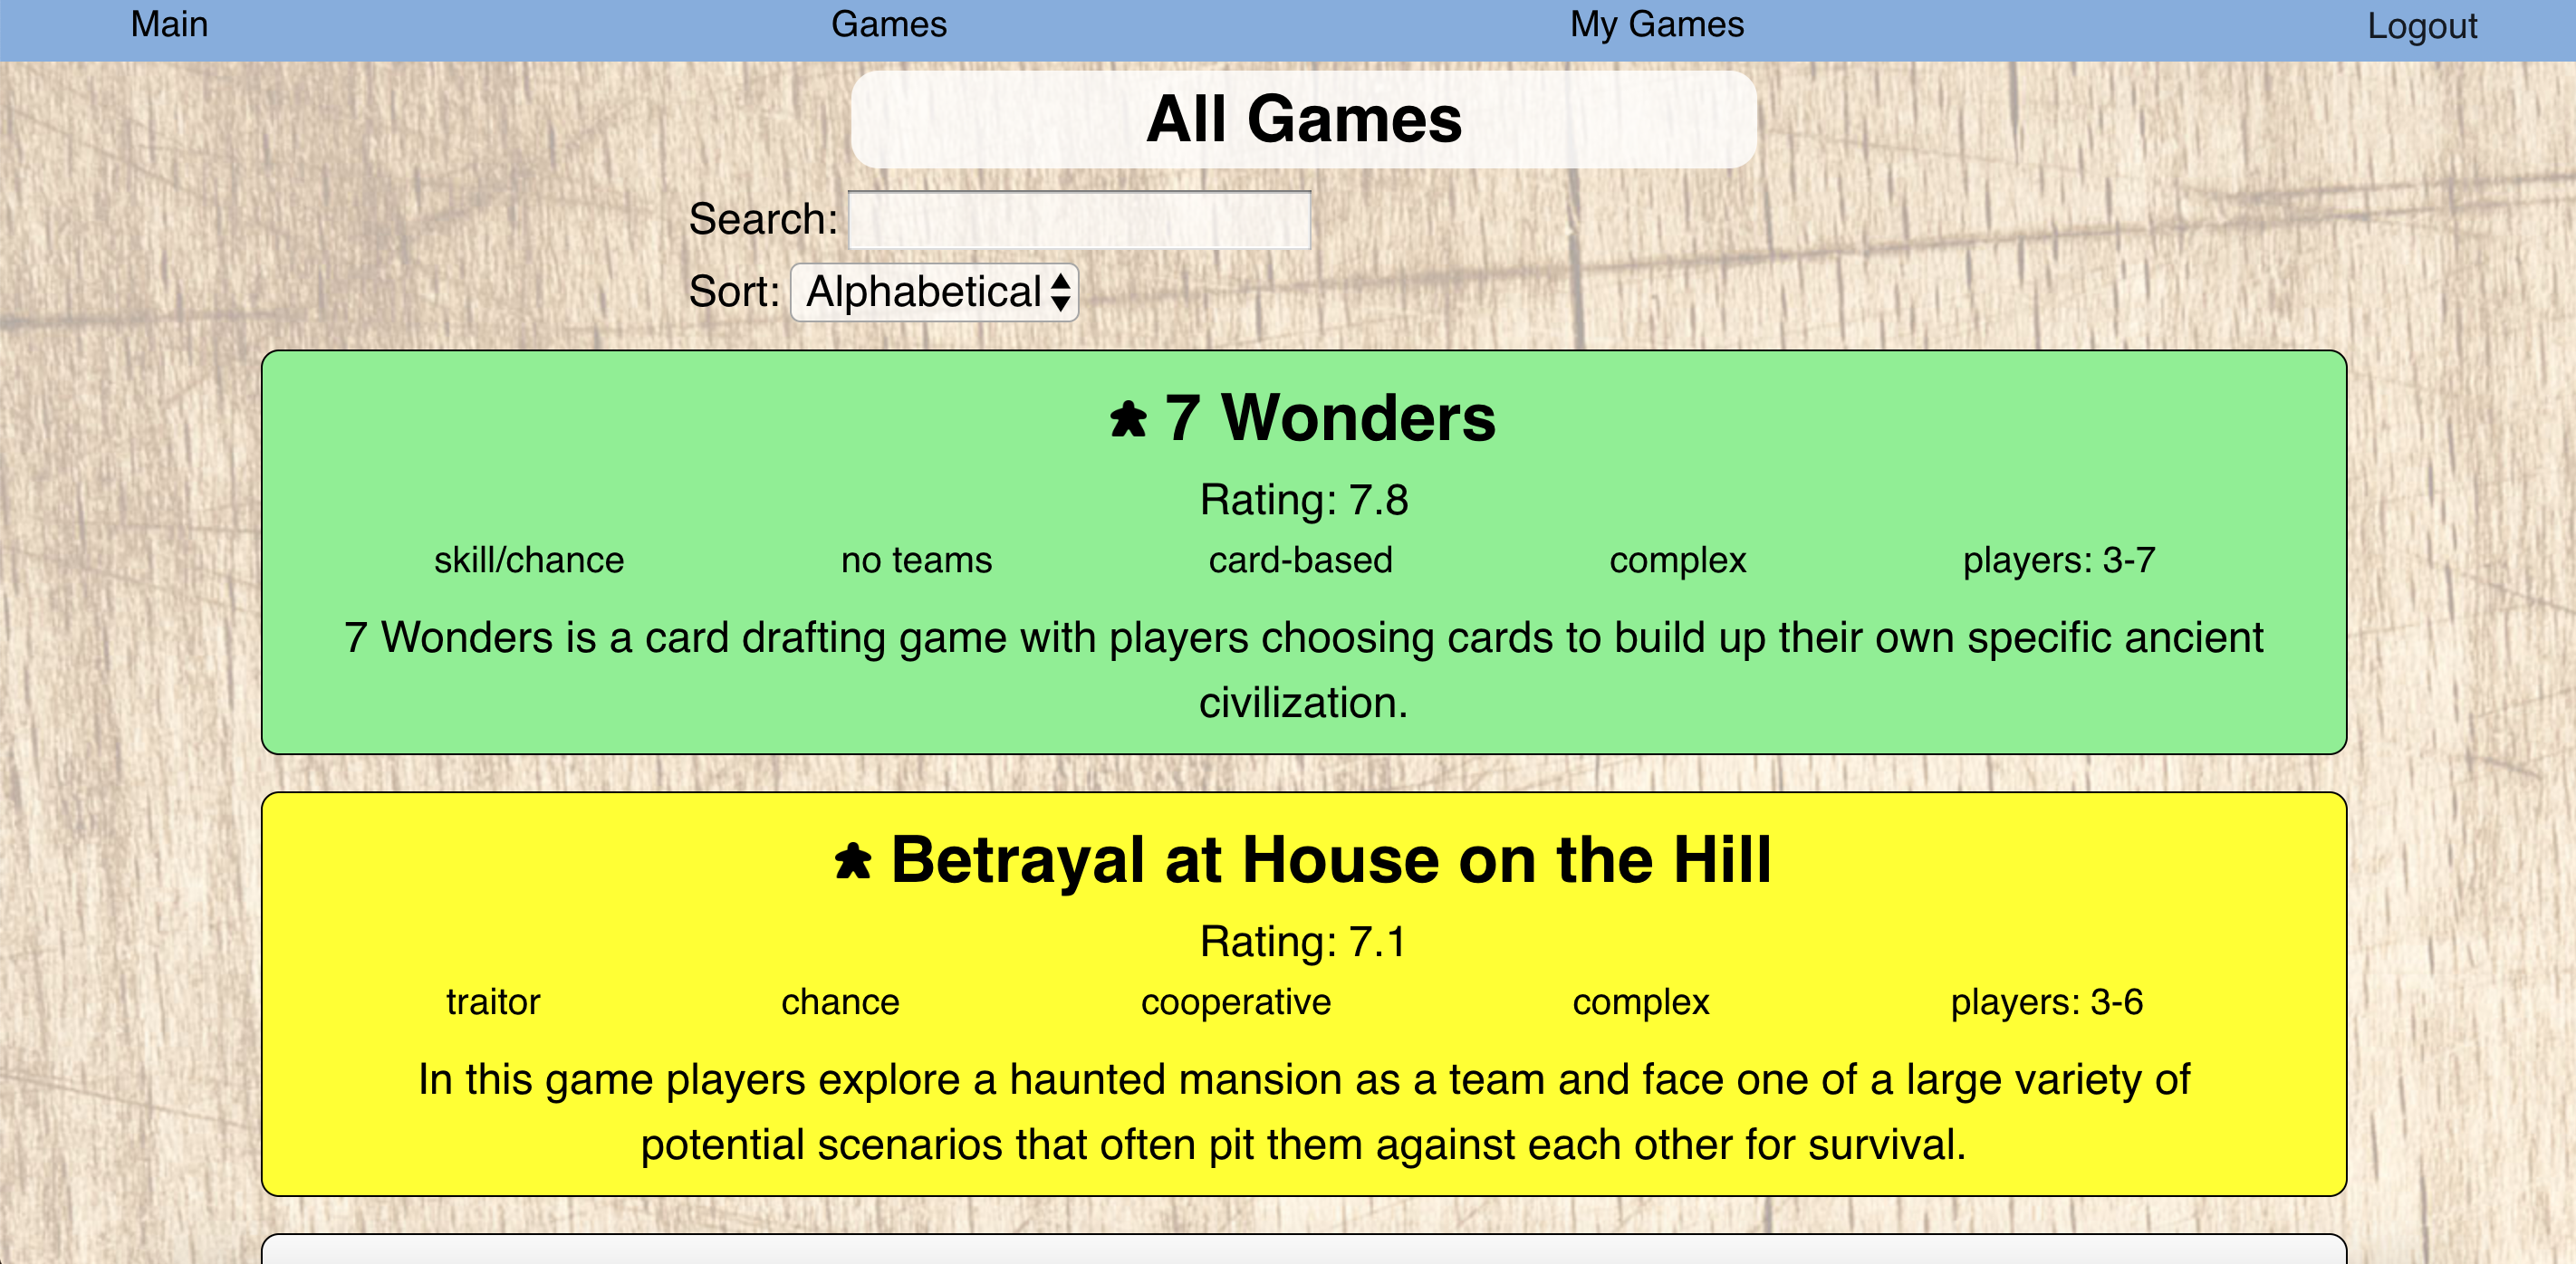 Main Games My Games Logout
All Games
Search:
Sort: Alphabetical
7 Wonders
Rating: 7.8
skill/chance no teams card-based complex players: 3-7
7 Wonders is a card drafting game with players choosing cards to build up their own specific ancient
civilization.
Betrayal at House on the Hill
Rating: 7.1
traitor chance cooperative complex players: 3-6
In this game players explore a haunted mansion as a team and face one of a large variety of
potential scenarios that often pit them against each other for survival.